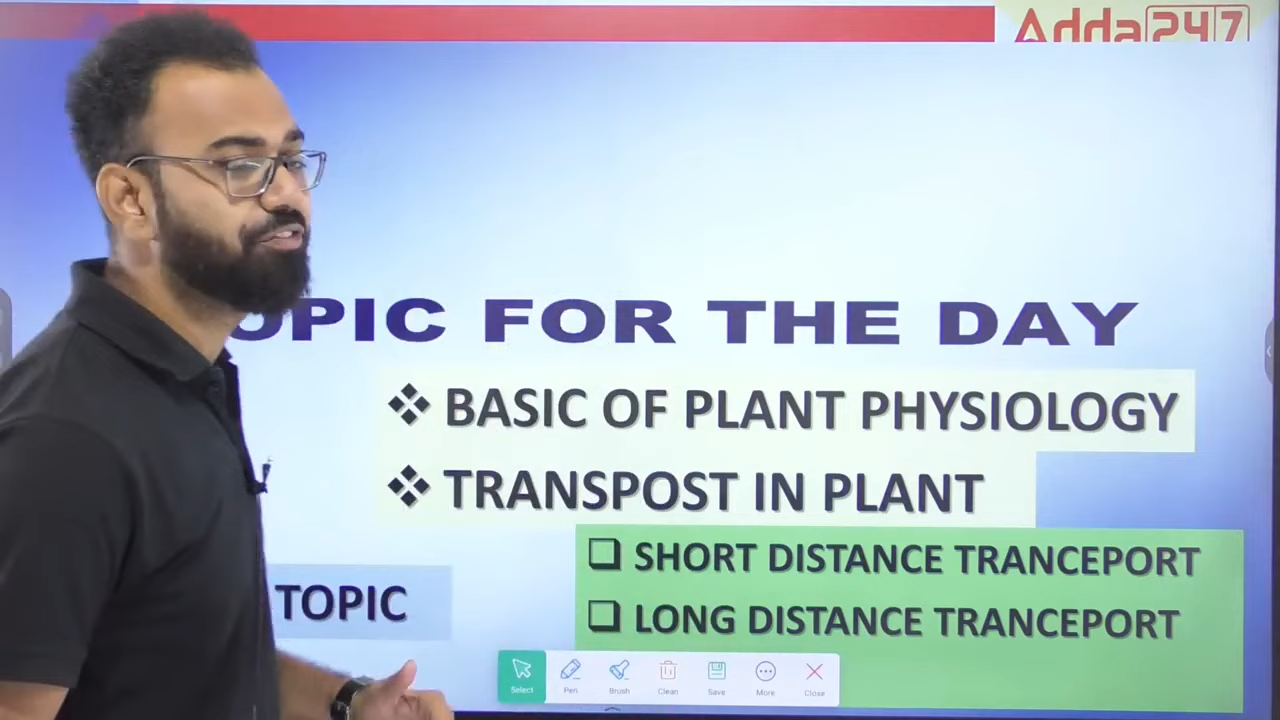 Adda247
OPIC FOR THE DAY
❖ BASIC OF PLANT PHYSIOLOGY
❖ TRANSPOST IN PLANT
❑ SHORT DISTANCE TRANCEPORT
TOPIC
❑ LONG DISTANCE TRANCEPORT
Select Pen Brush Clean Save More Close